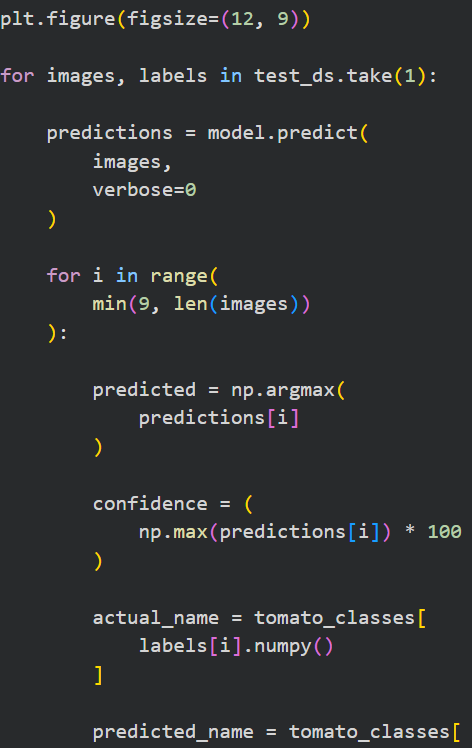 plt.figure(figsize=(12, 9))
for images, labels in test_ds.take(1):
    predictions = model.predict(
        images,
        verbose=0
    )
    for i in range(
        min(9, len(images))
    ):
        predicted = np.argmax(
            predictions[i]
        )
        confidence = (
            np.max(predictions[i]) * 100
        )
        actual_name = tomato_classes[
            labels[i].numpy()
        ]
        predicted_name = tomato_classes[